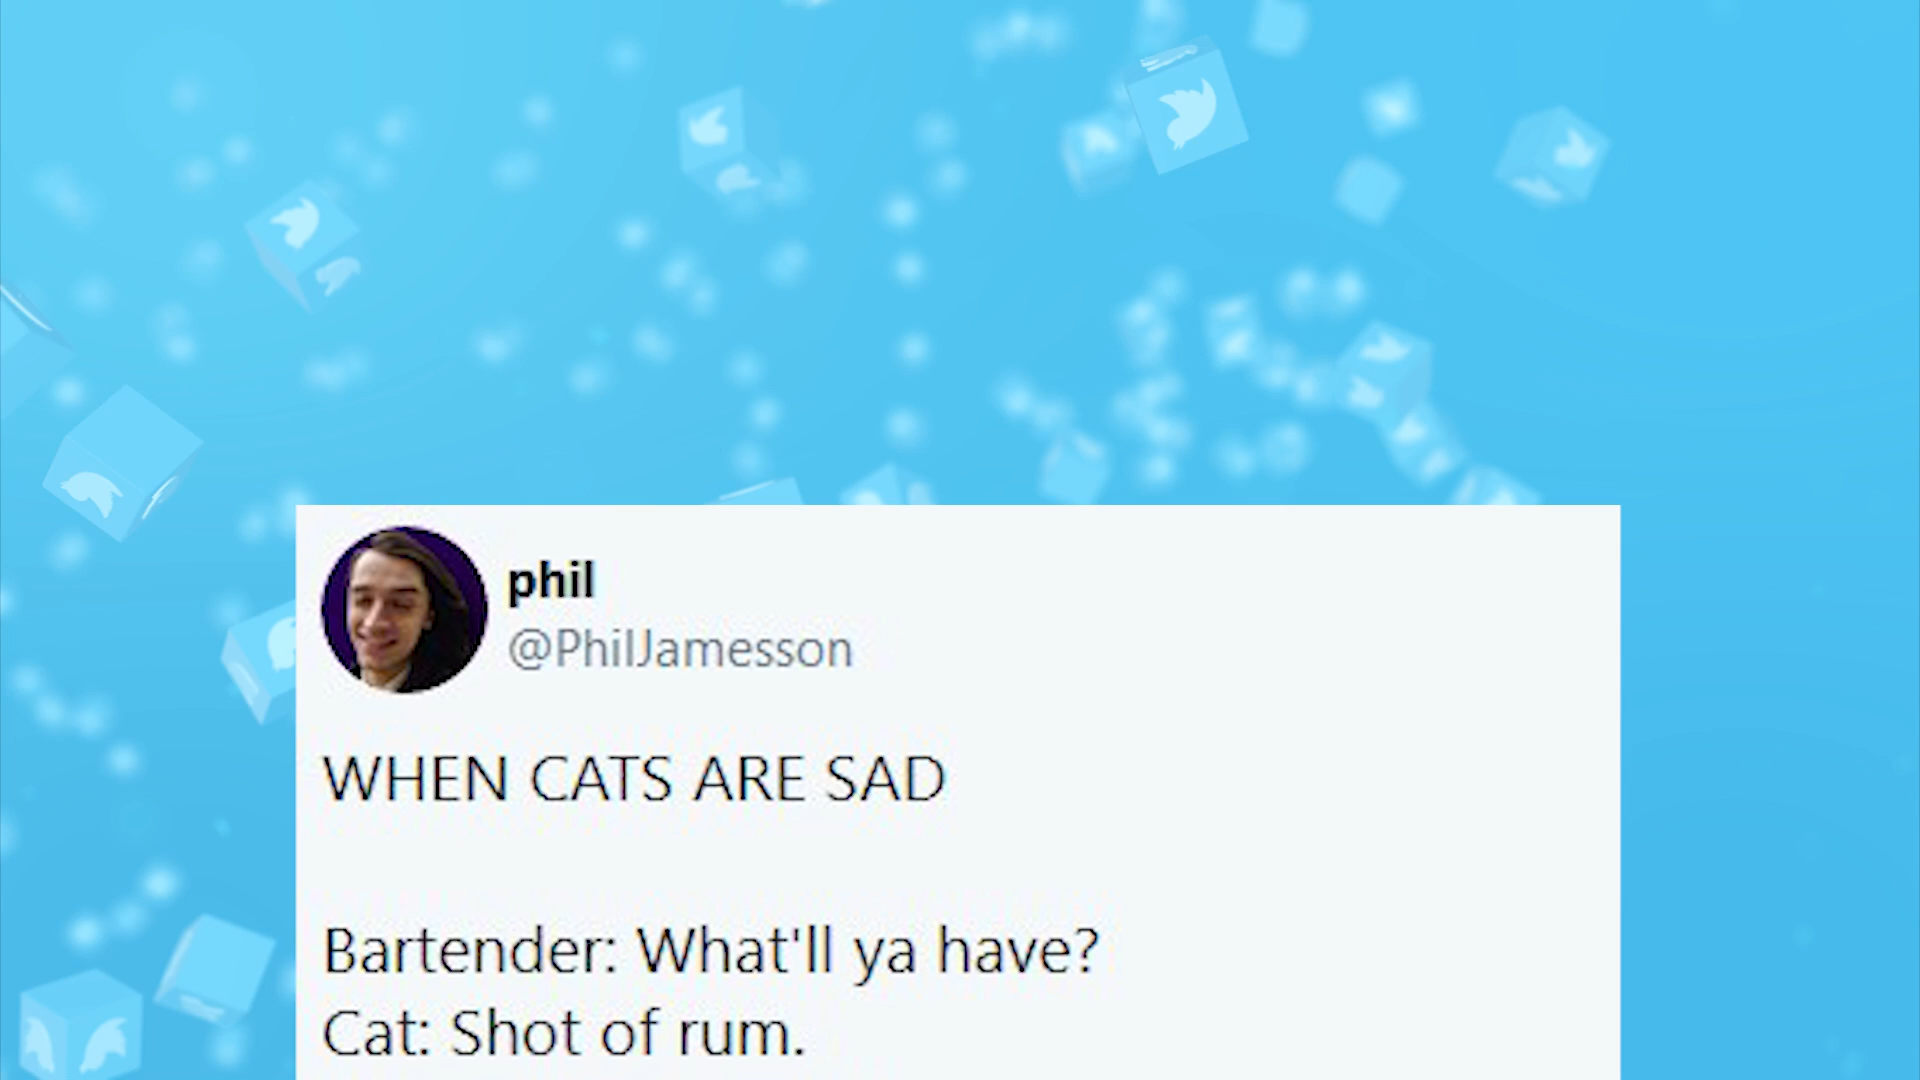 phil
@PhilJamesson
WHEN CATS ARE SAD
Bartender: What'll ya have?
Cat: Shot of rum.